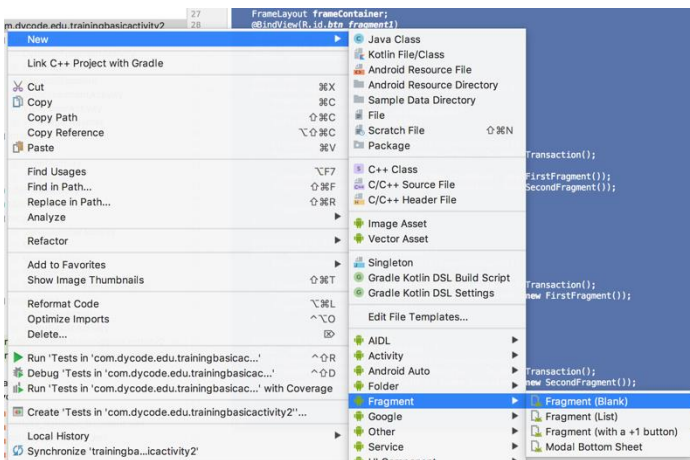 27
FrameLayout frameContainer;
28
@BindView(R.id.btn_fragment1)
m.dycode.edu.trainingbasicactivity2
New
Link C++ Project with Gradle
Cut ⌘X
Copy ⌘C
Copy Path ⇧⌘C
Copy Reference ⌥⇧⌘C
Paste ⌘V
Find Usages ⌥F7
Find in Path... ⇧⌘F
Replace in Path... ⇧⌘R
Analyze
Refactor
Add to Favorites
Show Image Thumbnails ⇧⌘T
Reformat Code ⌥⌘L
Optimize Imports ^⌥O
Delete... ⌦
Run 'Tests in 'com.dycode.edu.trainingbasicac...' ^⇧R
Debug 'Tests in 'com.dycode.edu.trainingbasicac...' ^⇧D
Run 'Tests in 'com.dycode.edu.trainingbasicac...' with Coverage
Create 'Tests in 'com.dycode.edu.trainingbasicactivity2''...
Local History
Synchronize 'trainingba...icactivity2'
Java Class
Kotlin File/Class
Android Resource File
Android Resource Directory
Sample Data Directory
File
Scratch File ⇧⌘N
Package
C++ Class
C/C++ Source File
C/C++ Header File
Image Asset
Vector Asset
Singleton
Gradle Kotlin DSL Build Script
Gradle Kotlin DSL Settings
Edit File Templates...
AIDL
Activity
Android Auto
Folder
Fragment
Google
Other
Service
UI Component
Fragment (Blank)
Fragment (List)
Fragment (with a +1 button)
Modal Bottom Sheet
Transaction();
FirstFragment());
SecondFragment());
Transaction();
new FirstFragment());
Transaction();
new SecondFragment());